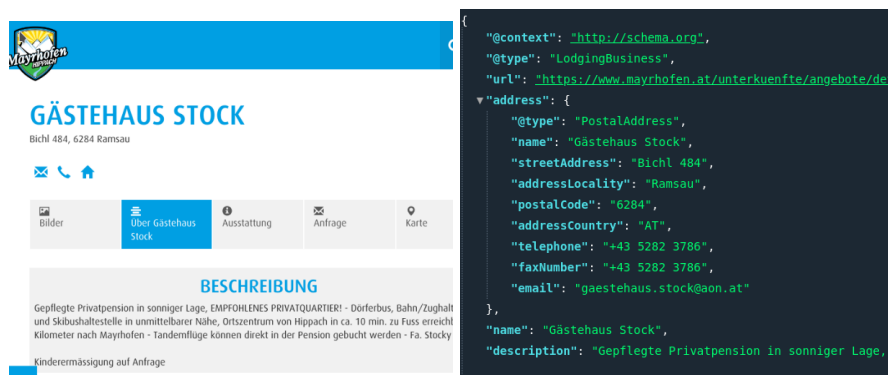 Mayrhofen
HIPPACH
GÄSTEHAUS STOCK
Bichl 484, 6284 Ramsau
Bilder
Über Gästehaus
Stock
Ausstattung
Anfrage
Karte
BESCHREIBUNG
Gepflegte Privatpension in sonniger Lage, EMPFOHLENES PRIVATQUARTIER! - Dörferbus, Bahn/Zughalt
und Skibushaltestelle in unmittelbarer Nähe, Ortszentrum von Hippach in ca. 10 min. zu Fuss erreichb
Kilometer nach Mayrhofen - Tandemflüge können direkt in der Pension gebucht werden - Fa. Stocky
Kinderermässigung auf Anfrage
{
"@context": "http://schema.org",
"@type": "LodgingBusiness",
"url": "https://www.mayrhofen.at/unterkuenfte/angebote/de
"address": {
"@type": "PostalAddress",
"name": "Gästehaus Stock",
"streetAddress": "Bichl 484",
"addressLocality": "Ramsau",
"postalCode": "6284",
"addressCountry": "AT",
"telephone": "+43 5282 3786",
"faxNumber": "+43 5282 3786",
"email": "gaestehaus.stock@aon.at"
},
"name": "Gästehaus Stock",
"description": "Gepflegte Privatpension in sonniger Lage,